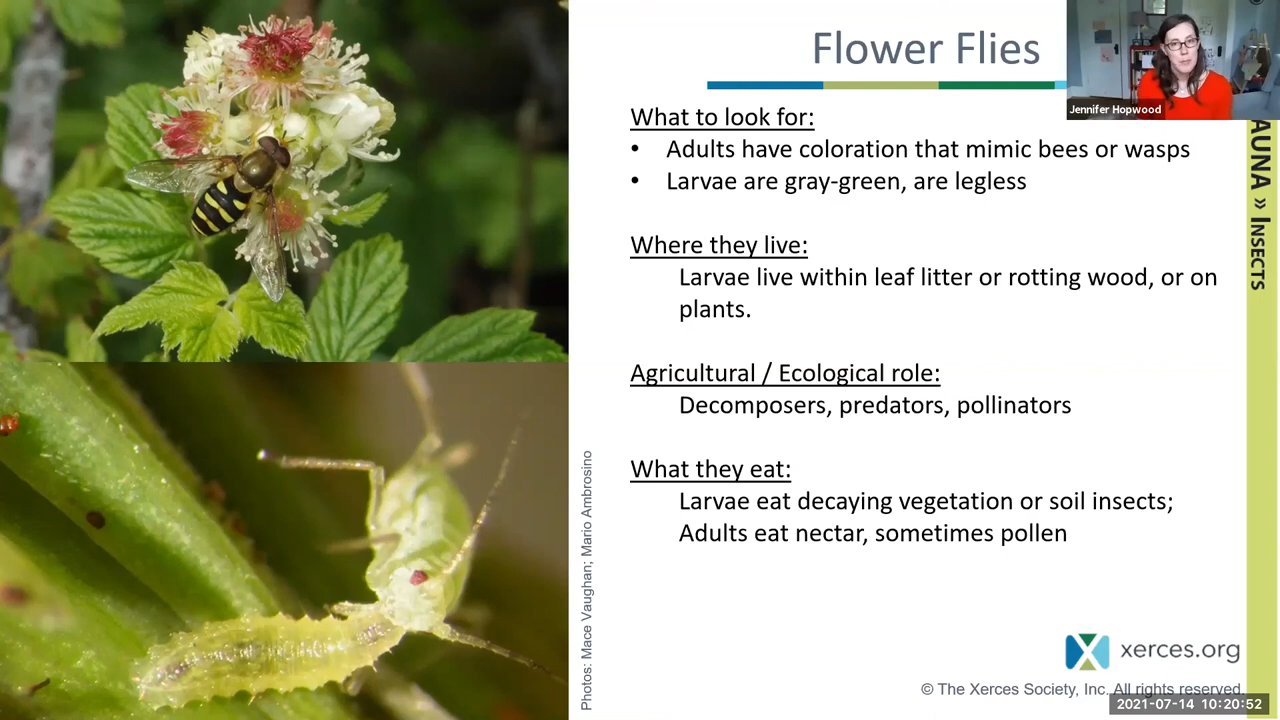 Flower Flies
Jennifer Hopwood
What to look for:
• Adults have coloration that mimic bees or wasps
• Larvae are gray-green, are legless
Where they live:
Larvae live within leaf litter or rotting wood, or on
plants.
Agricultural / Ecological role:
Decomposers, predators, pollinators
What they eat:
Larvae eat decaying vegetation or soil insects;
Adults eat nectar, sometimes pollen
AUNA » INSECTS
Photos: Mace Vaughan; Mario Ambrosino
xerces.org
© The Xerces Society, Inc. All rights reserved.
2021-07-14 10:20:52